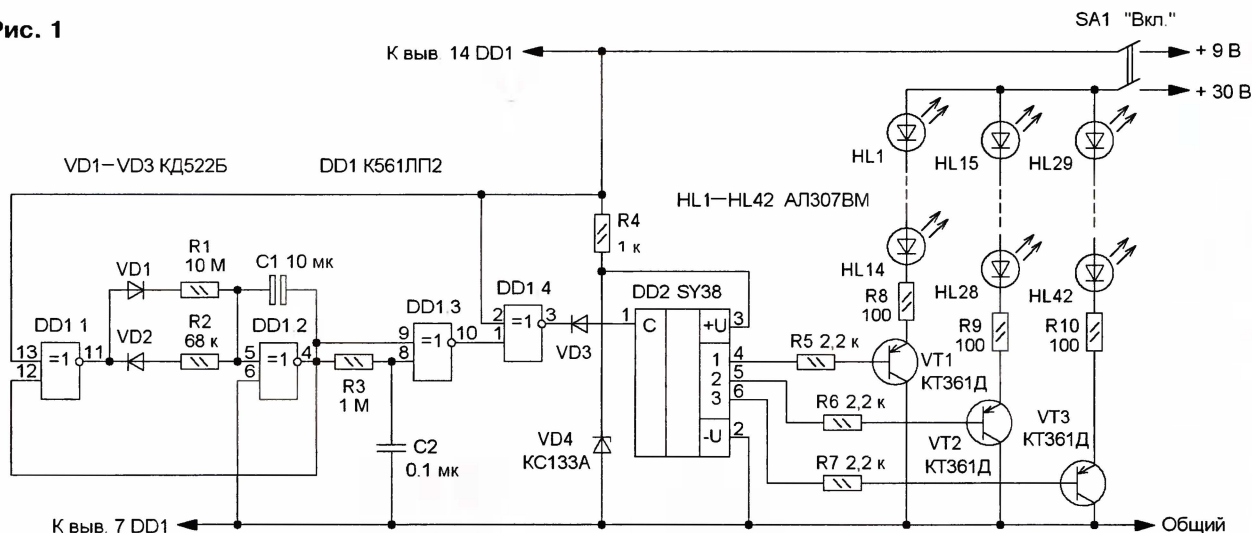 Рис. 1
SA1 "Вкл."
К выв. 14 DD1
+ 9 В
+ 30 В
VD1–VD3 КД522Б
DD1 К561ЛП2
HL1
HL15
HL29
HL1–HL42 АЛ307ВМ
R4
1 к
R1
10 М
C1 10 мк
VD1
HL14
HL28
HL42
DD1.1
VD2
R2
68 к
DD1.2
DD1.3
DD1.4
DD2 SY38
R8
100
R9
100
R10
100
=1
13
12
11
=1
5
6
4
=1
9
8
10
=1
2
1
3
VD3
1
C
+U
3
1
2
3
-U
4
5
6
2
R3
1 М
R5 2,2 к
VT1
КТ361Д
R6 2,2 к
VT2
КТ361Д
VT3
КТ361Д
R7 2,2 к
C2
0.1 мк
VD4
КС133А
К выв. 7 DD1
Общий